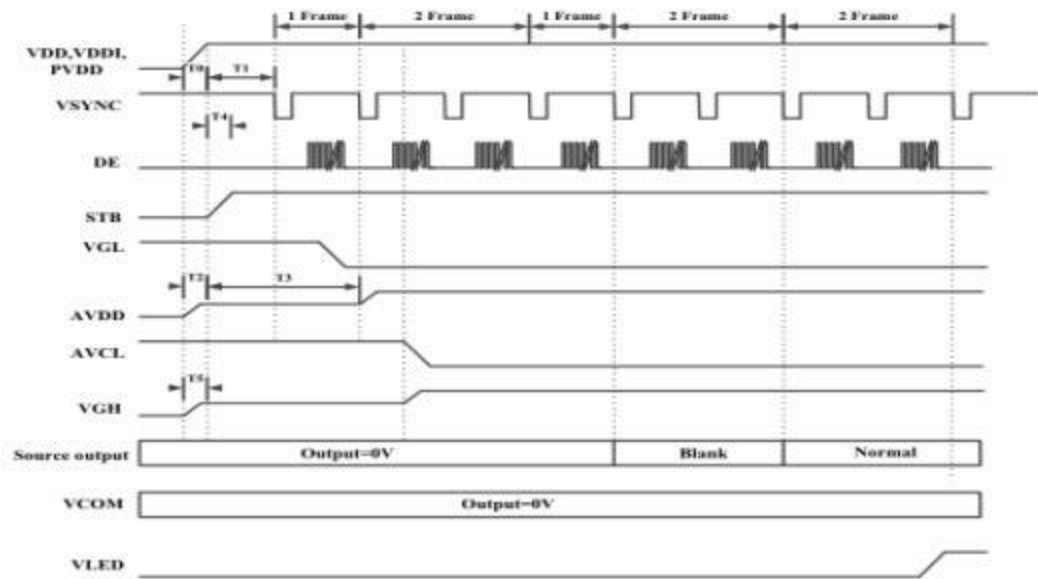 1 Frame 2 Frame 1 Frame 2 Frame 2 Frame
VDD,VDDI,
PVDD
T0 T1
VSYNC
T4
DE
STB
VGL
T2 T3
AVDD
AVCL
T5
VGH
Source output Output=0V Blank Normal
VCOM Output=0V
VLED